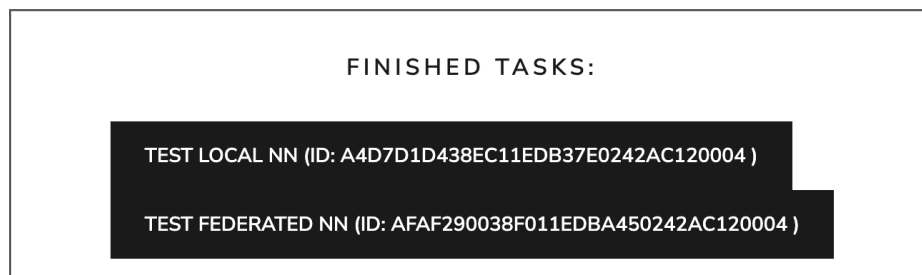 FINISHED TASKS:
TEST LOCAL NN (ID: A4D7D1D438EC11EDB37E0242AC120004 )
TEST FEDERATED NN (ID: AFAF290038F011EDBA450242AC120004 )